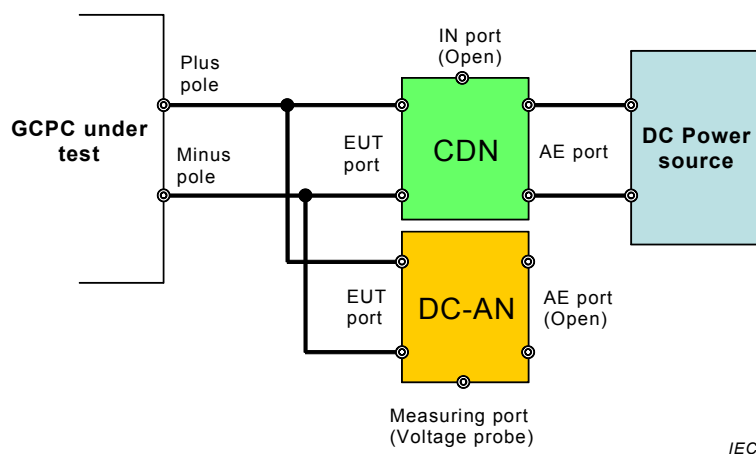 IN port
(Open)
Plus
pole
GCPC under
test
Minus
pole
EUT
port
CDN
AE port
DC Power
source
EUT
port
DC-AN
AE port
(Open)
Measuring port
(Voltage probe)
IEC